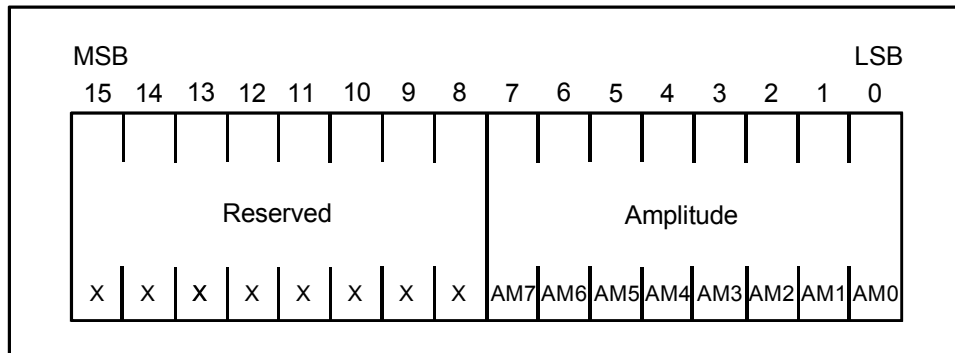 MSB LSB
15 14 13 12 11 10 9 8 7 6 5 4 3 2 1 0
Reserved Amplitude
X X X X X X X X AM7 AM6 AM5 AM4 AM3 AM2 AM1 AM0